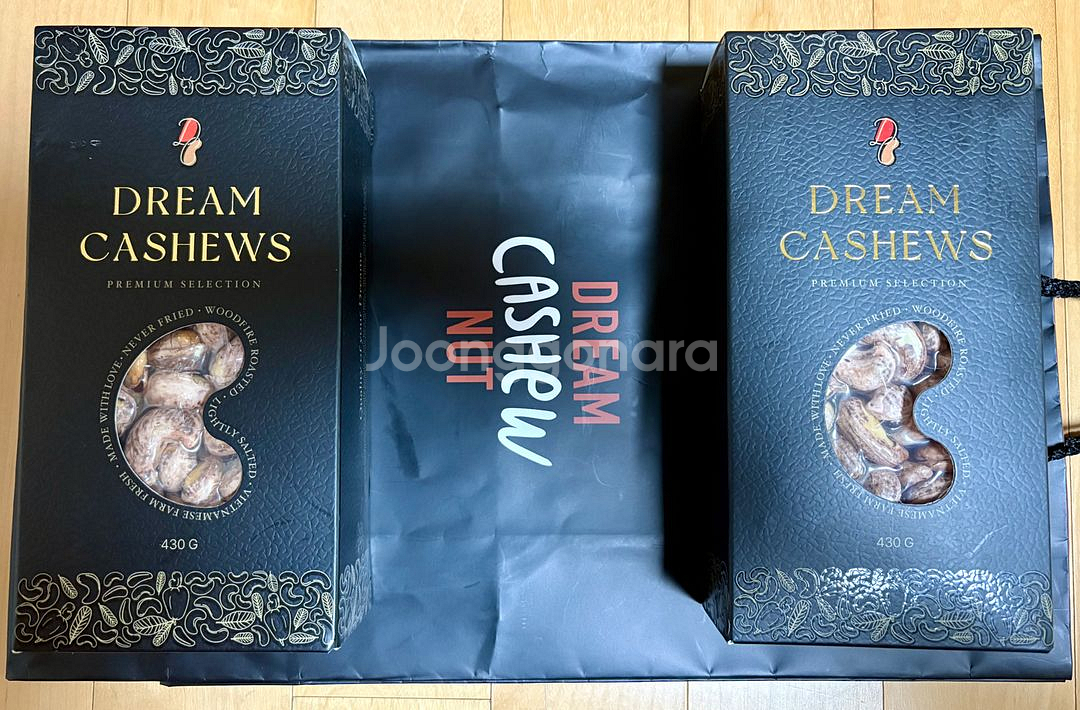 DREAM
CASHEWS
PREMIUM SELECTION
MADE WITH LOVE · NEVER FRIED · WOODFIRE ROASTED · LIGHTLY SALTED · VIETNAMESE FARM FRESH ·
430 G
DREAM
CASHEW
NUT
Joonggonara
DREAM
CASHEWS
PREMIUM SELECTION
MADE WITH LOVE · NEVER FRIED · WOODFIRE ROASTED · LIGHTLY SALTED · VIETNAMESE FARM FRESH ·
430 G